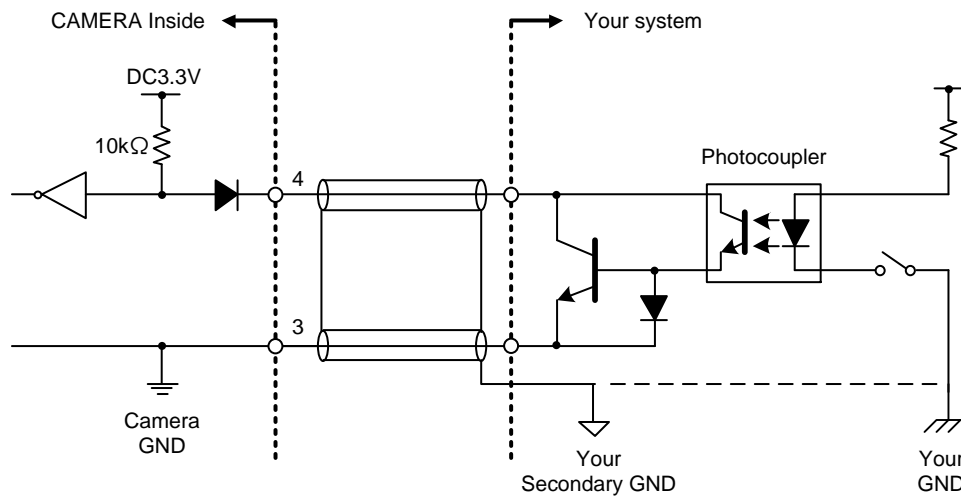 CAMERA Inside
Your system
DC3.3V
10kΩ
Photocoupler
4
3
Camera
GND
Your
Secondary GND
Your
GND